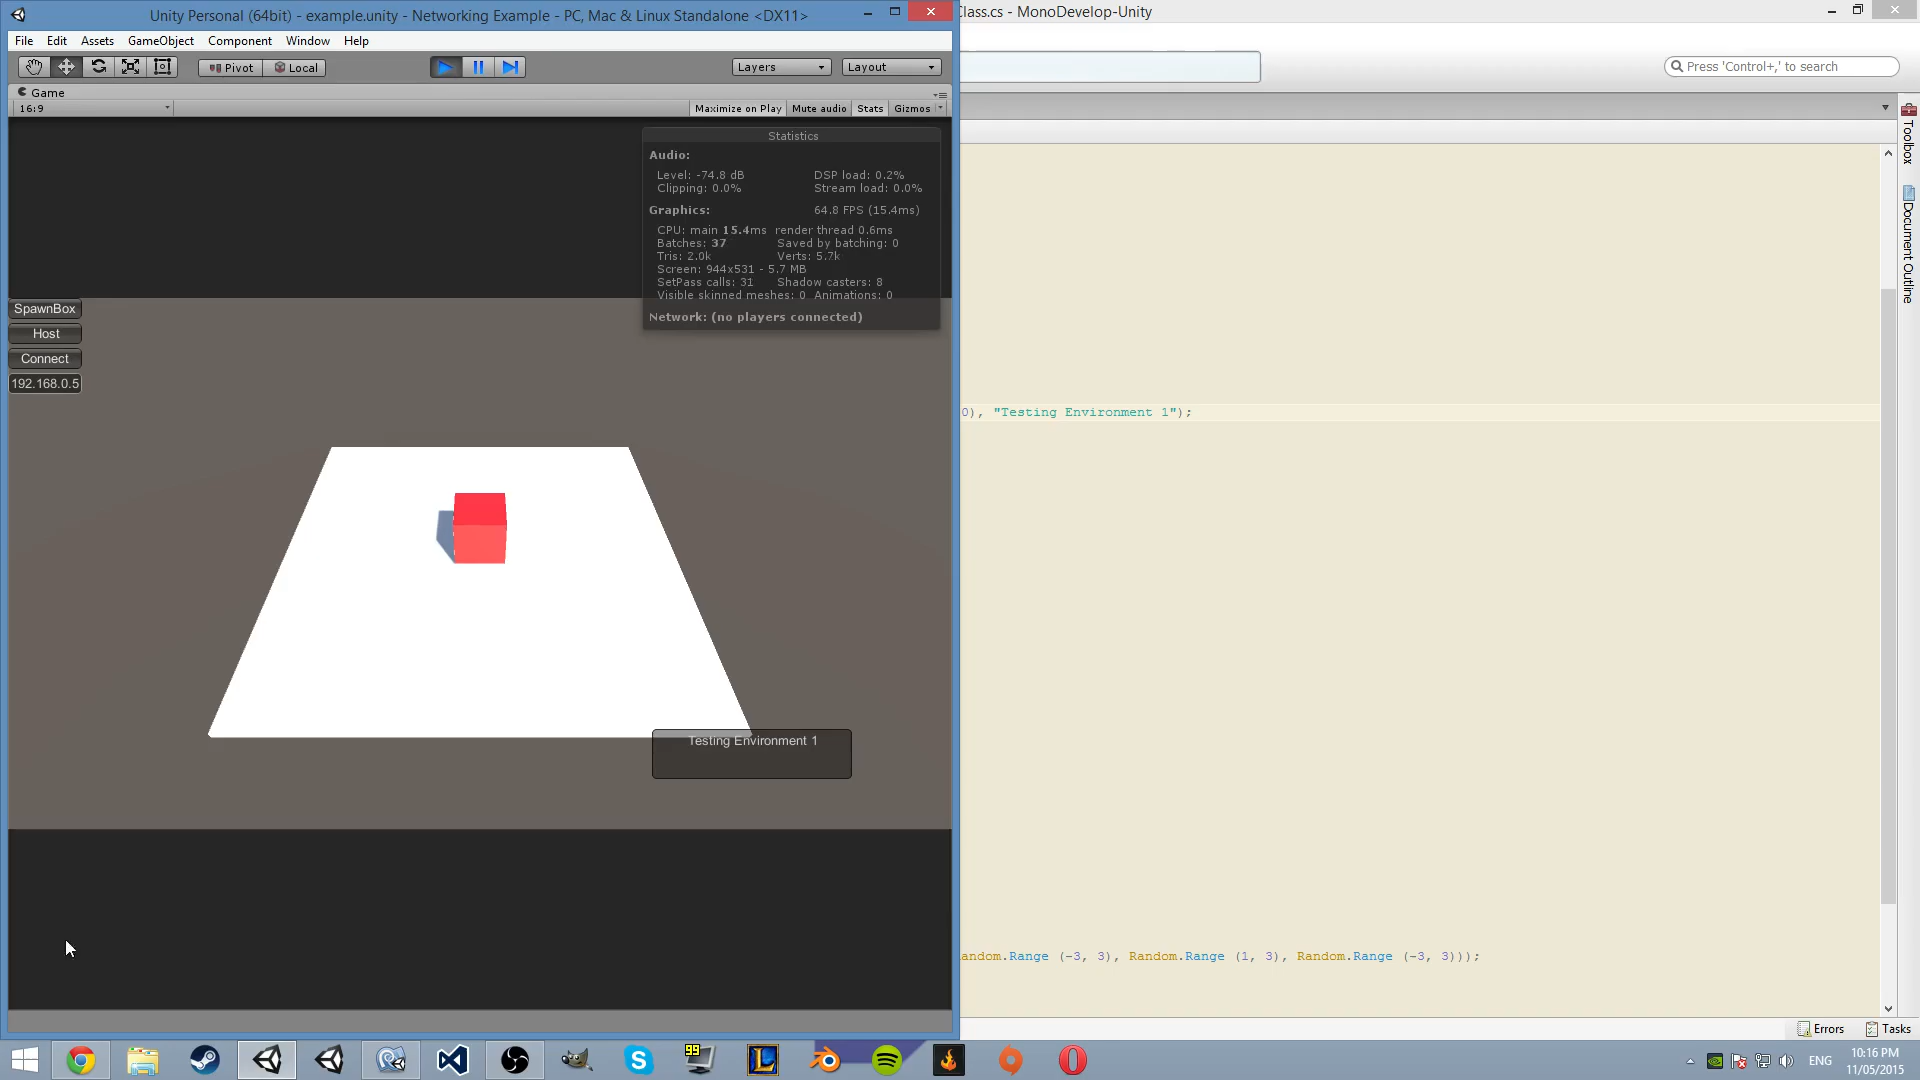 Unity Personal (64bit) - example.unity - Networking Example - PC, Mac & Linux Standalone <DX11>
Class.cs - MonoDevelop-Unity
File Edit Assets GameObject Component Window Help
Pivot Local
Layers Layout
Press 'Control+,' to search
Game
16:9
Maximize on Play Mute audio Stats Gizmos
Statistics
Audio:
Level: -74.8 dB DSP load: 0.2%
Clipping: 0.0% Stream load: 0.0%
Graphics: 64.8 FPS (15.4ms)
CPU: main 15.4ms render thread 0.6ms
Batches: 37 Saved by batching: 0
Tris: 2.0k Verts: 5.7k
Screen: 944x531 - 5.7 MB
SetPass calls: 31 Shadow casters: 8
Visible skinned meshes: 0 Animations: 0
Network: (no players connected)
SpawnBox
Host
Connect
192.168.0.5
Testing Environment 1
0), "Testing Environment 1");
andom.Range (-3, 3), Random.Range (1, 3), Random.Range (-3, 3)));
Toolbox
Document Outline
Errors Tasks
99
L
ENG
10:16 PM
11/05/2015